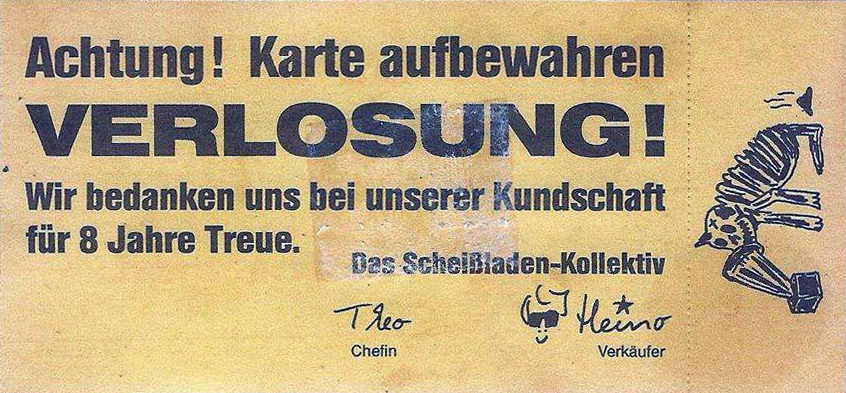 Achtung! Karte aufbewahren
VERLOSUNG!
Wir bedanken uns bei unserer Kundschaft
für 8 Jahre Treue.
Das Scheißladen-Kollektiv
Theo Heino
Chefin Verkäufer